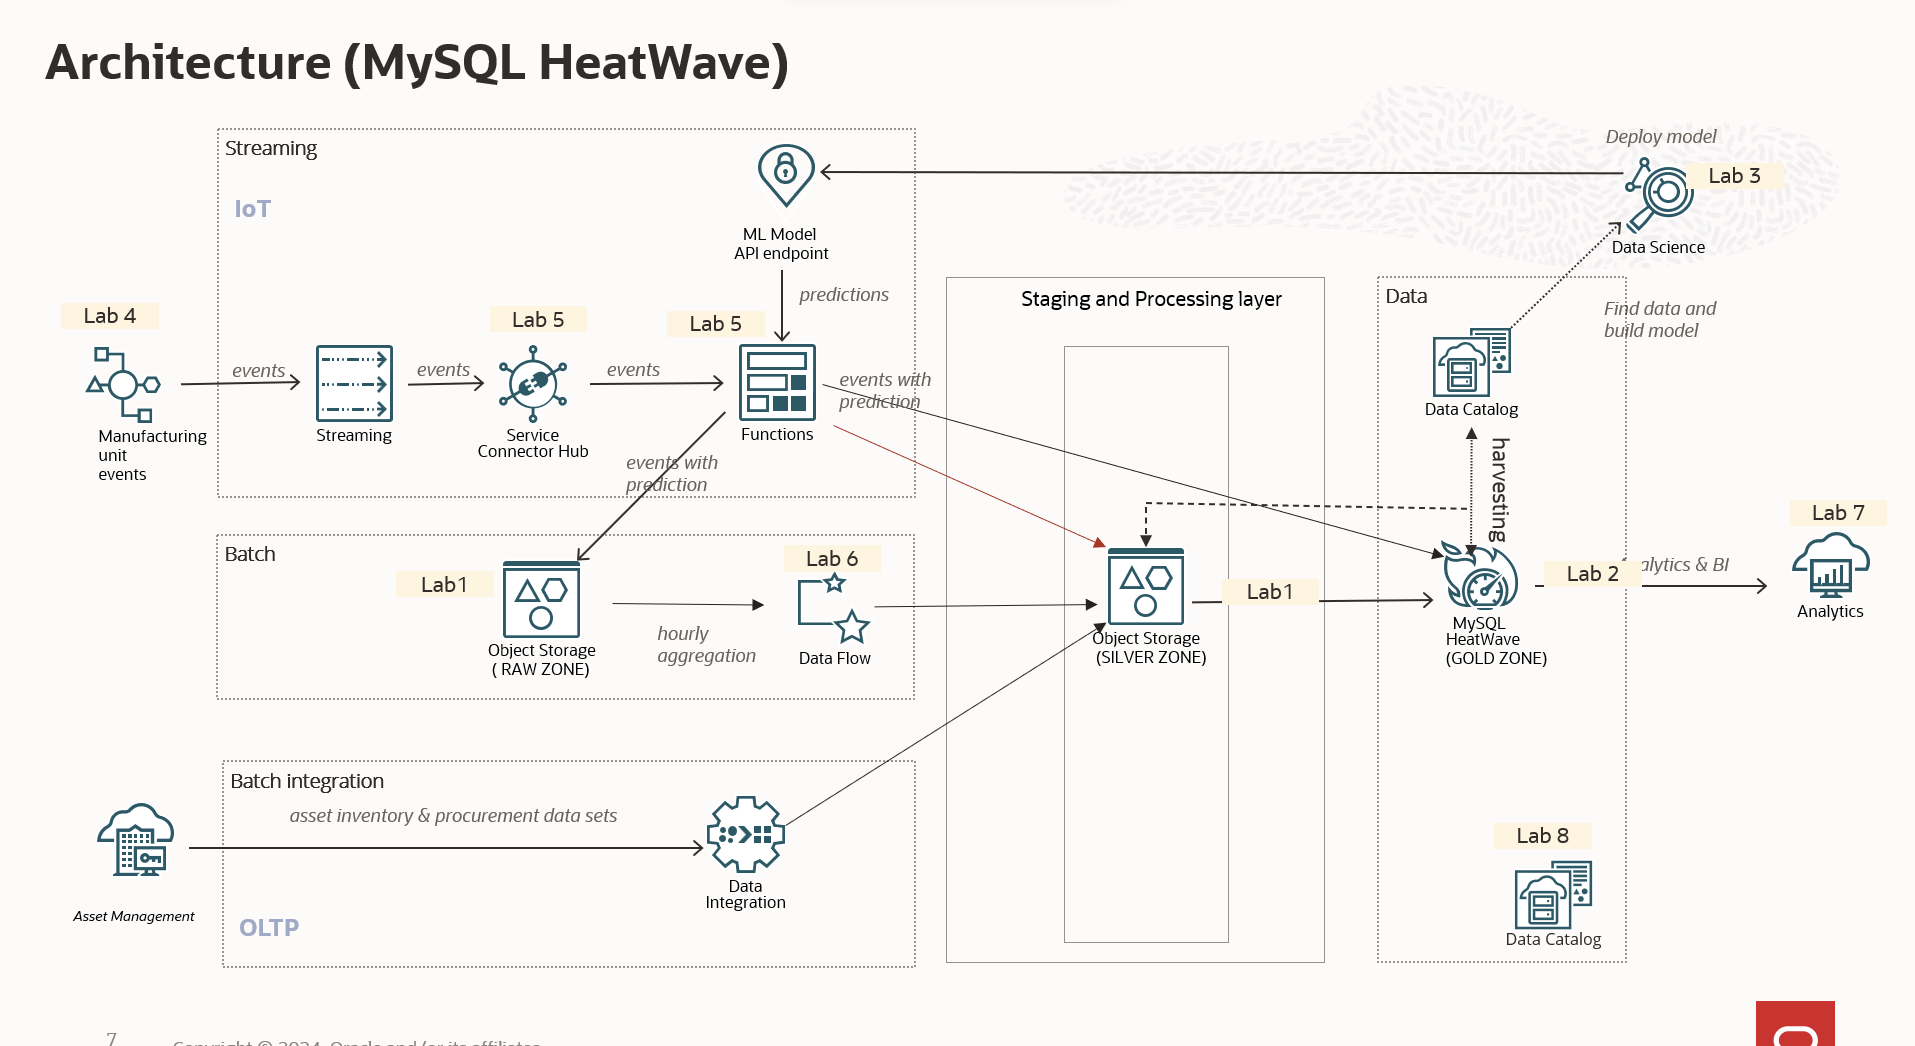 Architecture (MySQL HeatWave)
Streaming
IoT
Deploy model
Lab 3
Data Science
ML Model
API endpoint
predictions
Lab 4
Lab 5
Lab 5
Staging and Processing layer
Data
Find data and
build model
events
events
events
events with
prediction
Manufacturing
unit
events
Streaming
Service
Connector Hub
Functions
Data Catalog
harvesting
events with
prediction
Batch
Lab1
Lab 6
Lab1
Lab 2
alytics & BI
Lab 7
Analytics
Object Storage
( RAW ZONE)
hourly
aggregation
Data Flow
Object Storage
(SILVER ZONE)
MySQL
HeatWave
(GOLD ZONE)
Batch integration
asset inventory & procurement data sets
Data
Integration
Asset Management
OLTP
Lab 8
Data Catalog
7
Copyright © 2024, Oracle and/or its affiliates